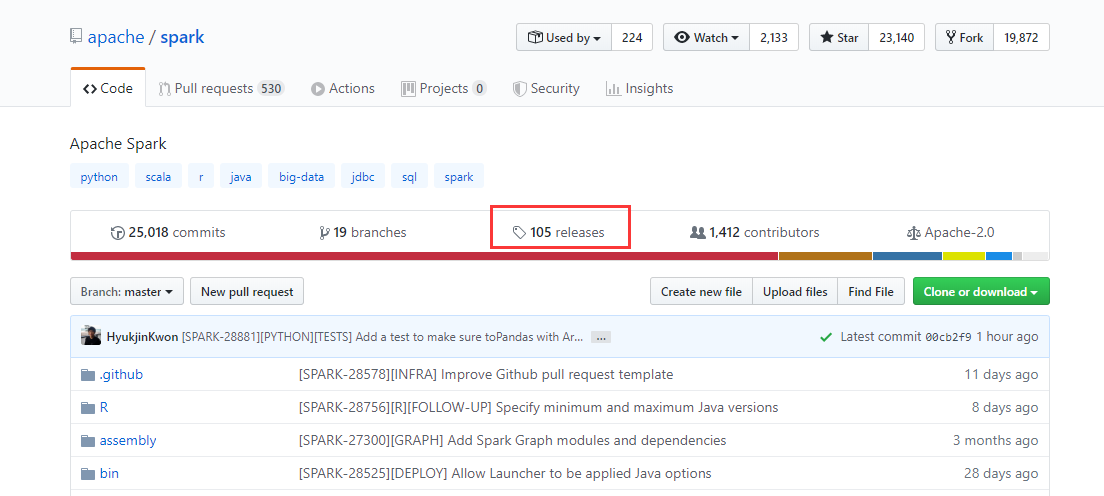 apache / spark Used by 224 Watch 2,133 Star 23,140 Fork 19,872
Code Pull requests 530 Actions Projects 0 Security Insights
Apache Spark
python scala r java big-data jdbc sql spark
25,018 commits 19 branches 105 releases 1,412 contributors Apache-2.0
Branch: master New pull request Create new file Upload files Find File Clone or download
HyukjinKwon [SPARK-28881][PYTHON][TESTS] Add a test to make sure toPandas with Ar... ... Latest commit 00cb2f9 1 hour ago
.github [SPARK-28578][INFRA] Improve Github pull request template 11 days ago
R [SPARK-28756][R][FOLLOW-UP] Specify minimum and maximum Java versions 8 days ago
assembly [SPARK-27300][GRAPH] Add Spark Graph modules and dependencies 3 months ago
bin [SPARK-28525][DEPLOY] Allow Launcher to be applied Java options 28 days ago